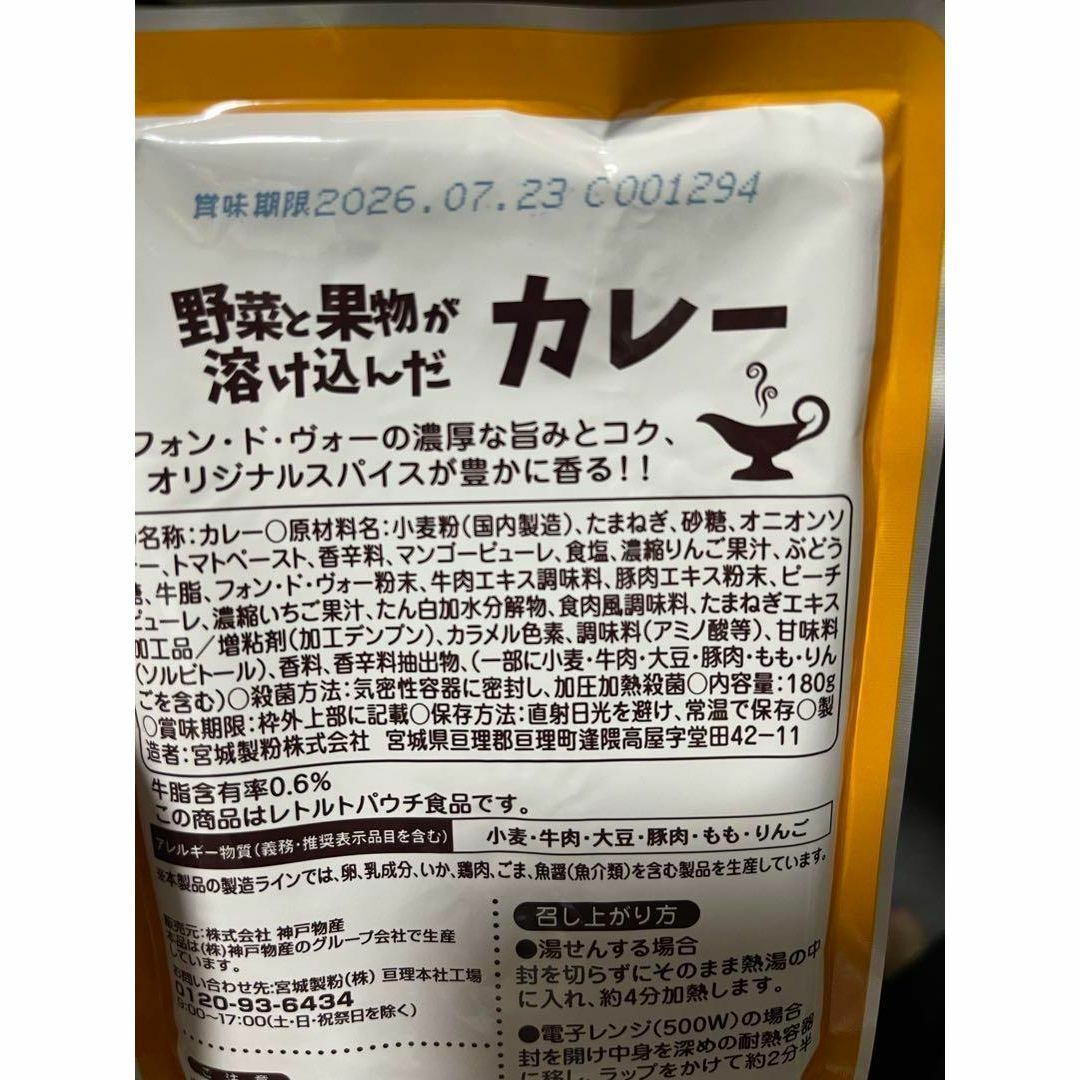 賞味期限2026.07.23 C001294
野菜と果物が
溶け込んだ
カレー
フォン・ド・ヴォーの濃厚な旨みとコク、
オリジナルスパイスが豊かに香る!!
名称:カレー○原材料名:小麦粉(国内製造)、たまねぎ、砂糖、オニオンソ
ー、トマトペースト、香辛料、マンゴーピューレ、食塩、濃縮りんご果汁、ぶどう
糖、牛脂、フォン・ド・ヴォー粉末、牛肉エキス調味料、豚肉エキス粉末、ピーチ
ピューレ、濃縮いちご果汁、たん白加水分解物、食肉風調味料、たまねぎエキス
加工品/増粘剤(加工デンプン)、カラメル色素、調味料(アミノ酸等)、甘味料
(ソルビトール)、香料、香辛料抽出物、(一部に小麦・牛肉・大豆・豚肉・もも・りん
ごを含む)○殺菌方法:気密性容器に密封し、加圧加熱殺菌○内容量:180g
○賞味期限:枠外上部に記載○保存方法:直射日光を避け、常温で保存○製
造者:宮城製粉株式会社 宮城県亘理郡亘理町逢隈高屋字堂田42-11
牛脂含有率0.6%
この商品はレトルトパウチ食品です。
アレルギー物質(義務・推奨表示品目を含む)
小麦・牛肉・大豆・豚肉・もも・りんご
※本製品の製造ラインでは、卵、乳成分、いか、鶏肉、ごま、魚醤(魚介類)を含む製品を生産しています。
販売元:株式会社 神戸物産
本品は(株)神戸物産のグループ会社で生産
しています。
お問い合わせ先:宮城製粉(株) 亘理本社工場
0120-93-6434
9:00〜17:00(土・日・祝祭日を除く)
ご注意
召し上がり方
●湯せんする場合
封を切らずにそのまま熱湯の中
に入れ、約4分加熱します。
●電子レンジ(500W)の場合
封を開け中身を深めの耐熱容器
に移し、ラップをかけて約2分半